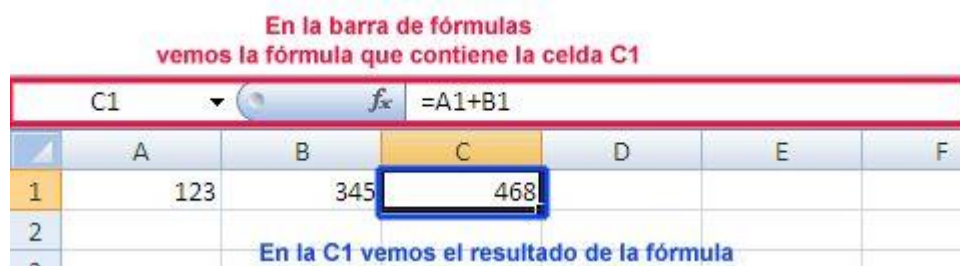 En la barra de fórmulas
vemos la fórmula que contiene la celda C1
C1 fx =A1+B1
A B C D E F
1 123 345 468
2
En la C1 vemos el resultado de la fórmula